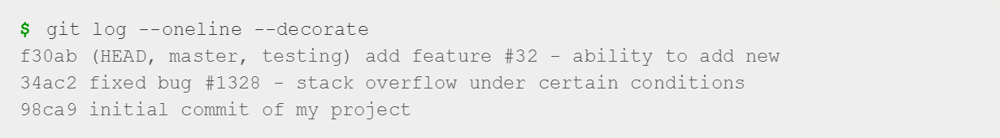 $ git log --oneline --decorate
f30ab (HEAD, master, testing) add feature #32 - ability to add new
34ac2 fixed bug #1328 - stack overflow under certain conditions
98ca9 initial commit of my project